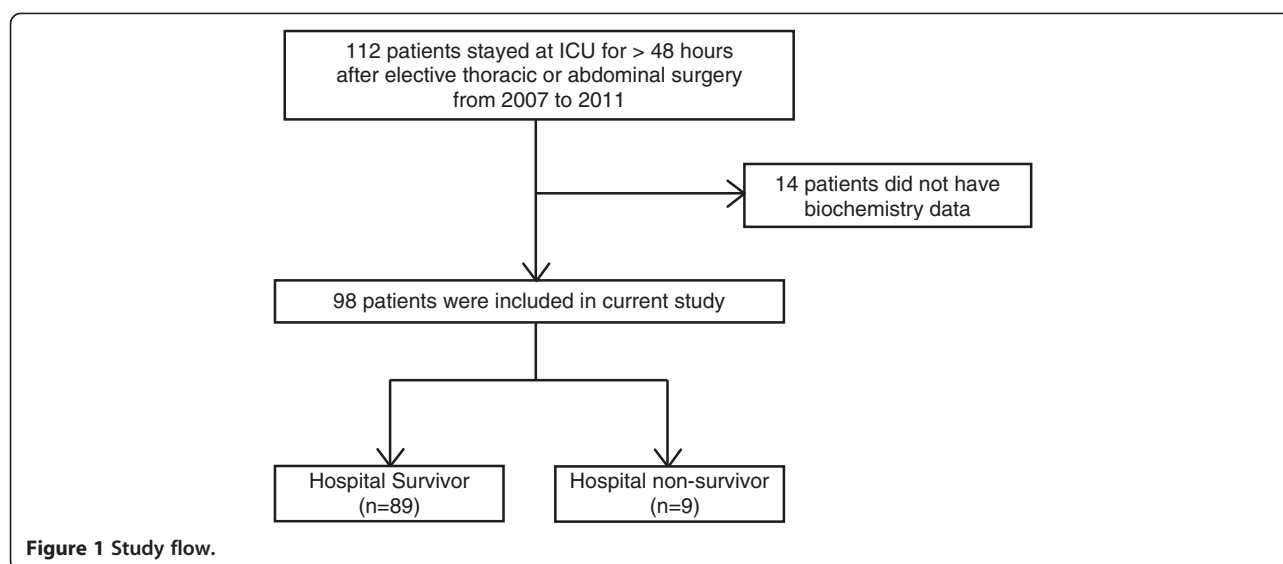 112 patients stayed at ICU for > 48 hours
after elective thoracic or abdominal surgery
from 2007 to 2011
14 patients did not have
biochemistry data
98 patients were included in current study
Hospital Survivor
(n=89)
Hospital non-survivor
(n=9)
Figure 1 Study flow.